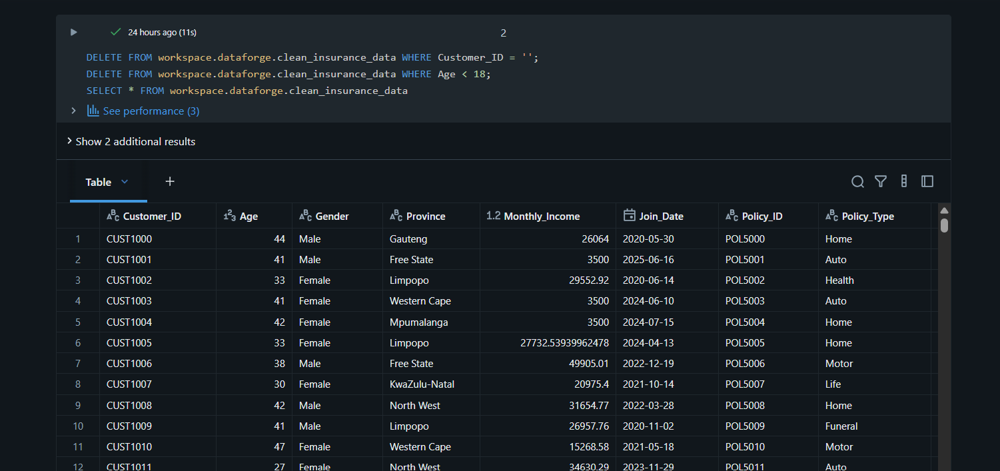 24 hours ago (11s) 2
DELETE FROM workspace.dataforge.clean_insurance_data WHERE Customer_ID = '';
DELETE FROM workspace.dataforge.clean_insurance_data WHERE Age < 18;
SELECT * FROM workspace.dataforge.clean_insurance_data
See performance (3)
Show 2 additional results
Table +
ABC Customer_ID 123 Age ABC Gender ABC Province 1.2 Monthly_Income Join_Date ABC Policy_ID ABC Policy_Type
1 CUST1000 44 Male Gauteng 26064 2020-05-30 POL5000 Home
2 CUST1001 41 Male Free State 3500 2025-06-16 POL5001 Auto
3 CUST1002 33 Female Limpopo 29552.92 2020-06-14 POL5002 Health
4 CUST1003 41 Female Western Cape 3500 2024-06-10 POL5003 Auto
5 CUST1004 42 Female Mpumalanga 3500 2024-07-15 POL5004 Home
6 CUST1005 33 Female Limpopo 27732.53939962478 2024-04-13 POL5005 Home
7 CUST1006 38 Male Free State 49905.01 2022-12-19 POL5006 Motor
8 CUST1007 30 Female KwaZulu-Natal 20975.4 2021-10-14 POL5007 Life
9 CUST1008 42 Male North West 31654.77 2022-03-28 POL5008 Home
10 CUST1009 41 Male Limpopo 26957.76 2020-11-02 POL5009 Funeral
11 CUST1010 47 Female Western Cape 15268.58 2021-05-18 POL5010 Motor
12 CUST1011 27 Female North West 34630.29 2023-11-29 POL5011 Auto